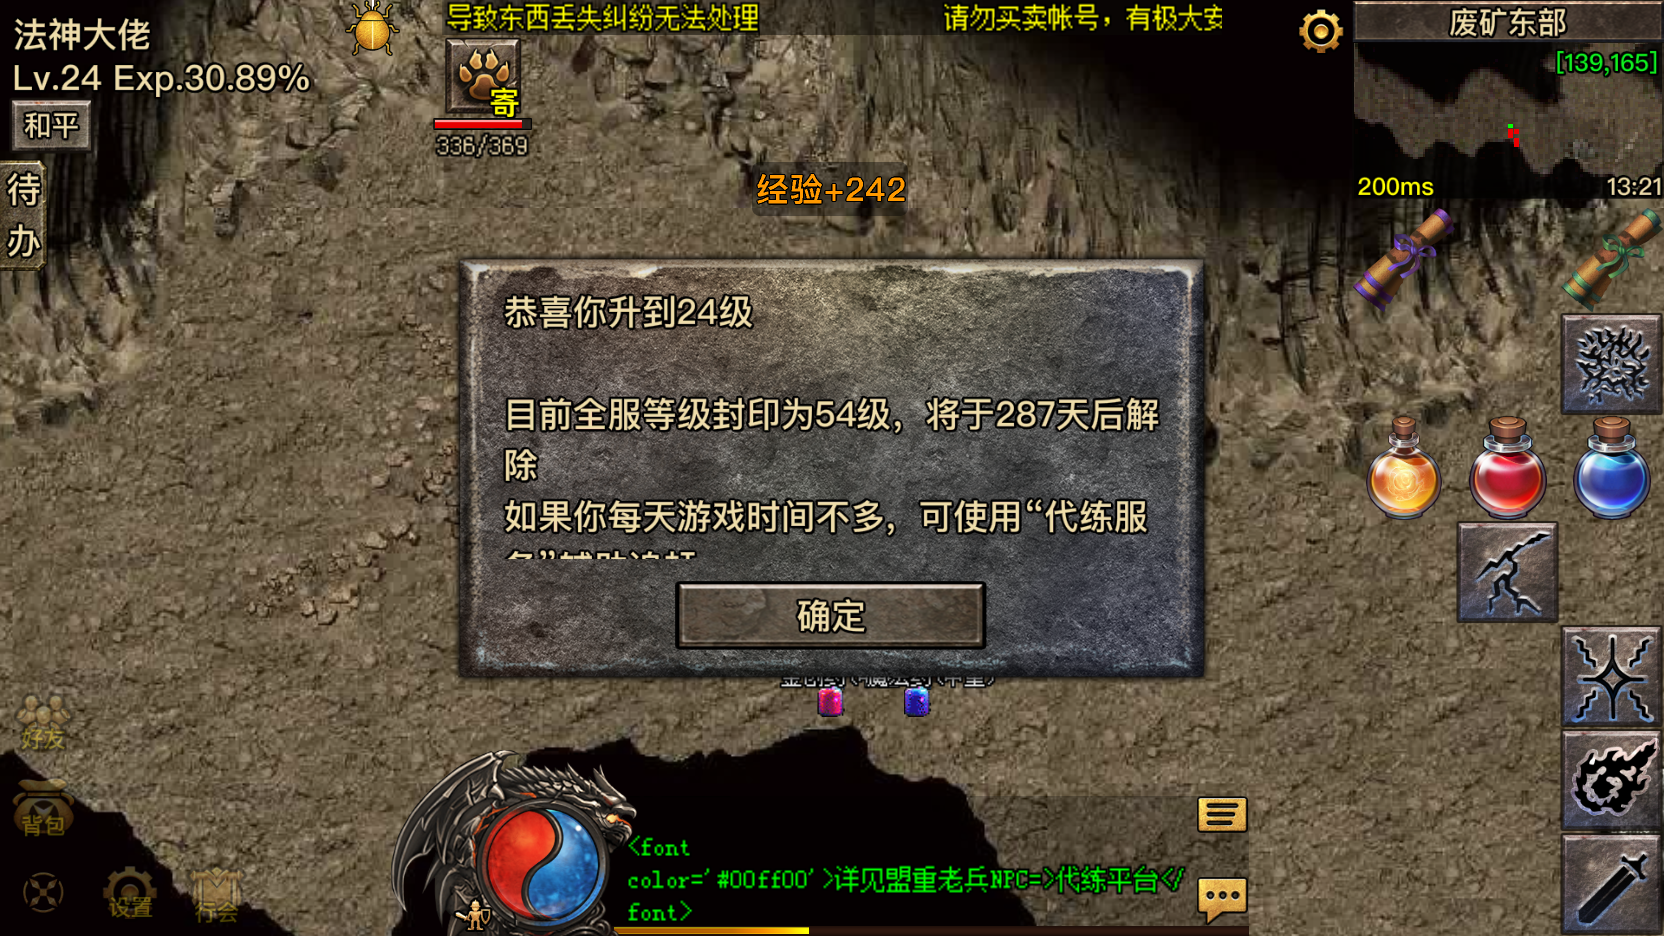 导致东西丢失纠纷无法处理
请勿买卖帐号，有极大安
法神大佬
Lv.24 Exp.30.89%
和平
待办
寄
336/369
废矿东部
[139,165]
200ms
13:21
经验+242
恭喜你升到24级
目前全服等级封印为54级，将于287天后解
除
如果你每天游戏时间不多，可使用“代练服
确定
好友
背包
设置
行会
<font
color='#00ff00'>详见盟重老兵NPC=>代练平台</
font>